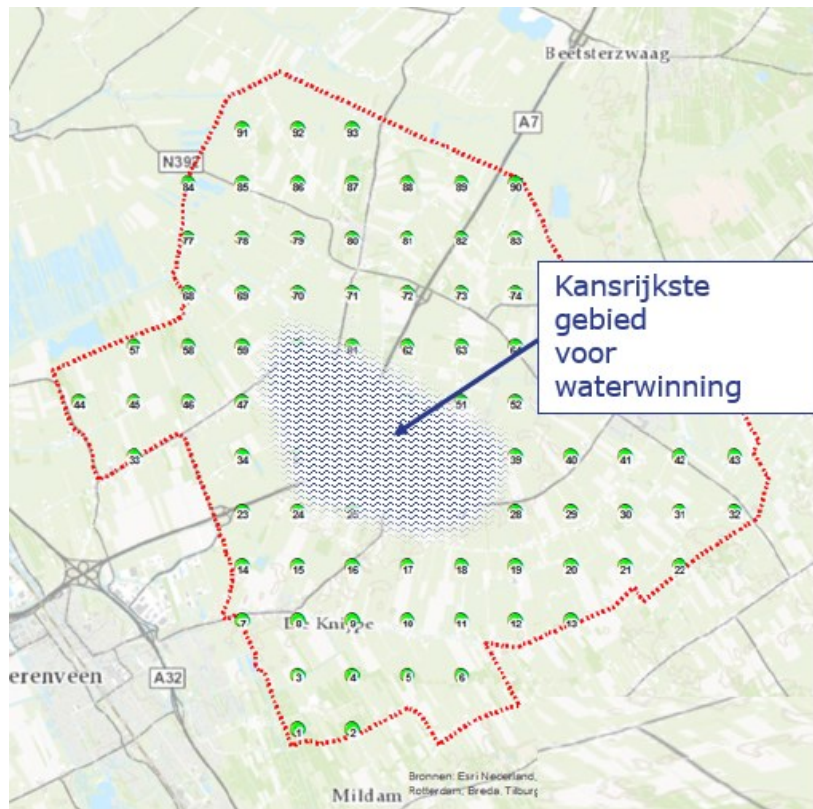 Beetsterzwaag
A7
91 92 93
N392
84 85 86 87 88 89 90
77 78 79 80 81 82 83
68 69 70 71 72 73 74
Kansrijkste
gebied
voor
waterwinning
57 58 59 61 62 63
44 45 46 47 51 52
33 34 39 40 41 42 43
23 24 28 29 30 31 32
14 15 16 17 18 19 20 21 22
7 8 9 10 11 12 13
De Knijpe
erenveen
A32
3 4 5 6
1 2
Mildam
Bronnen: Esri Nederland,
Rotterdam, Breda, Tilburg